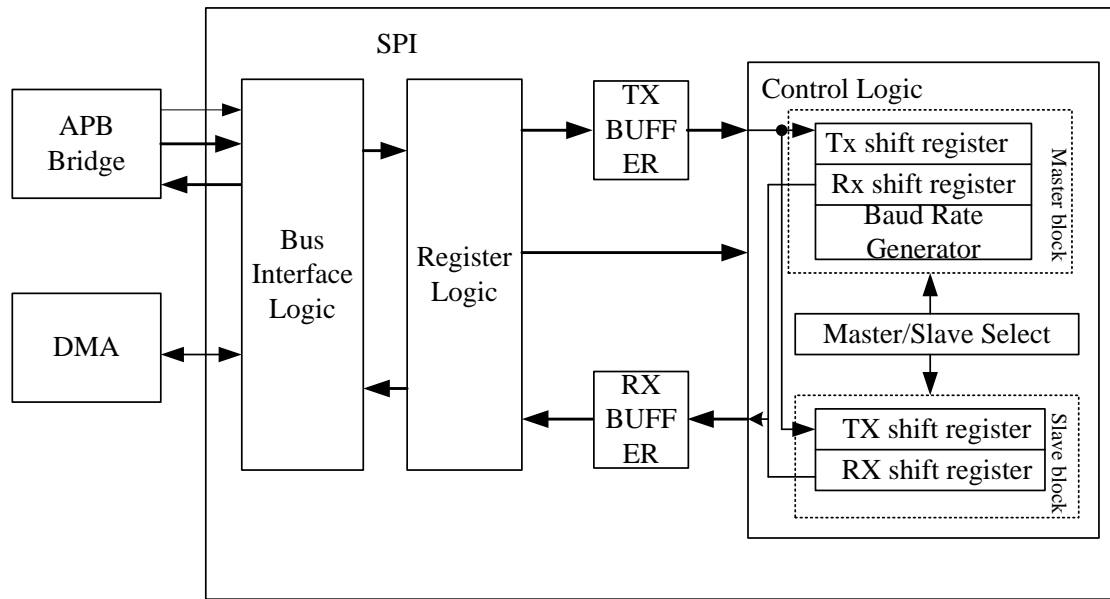 SPI
APB
Bridge
DMA
Bus
Interface
Logic
Register
Logic
TX
BUFF
ER
RX
BUFF
ER
Control Logic
Tx shift register
Rx shift register
Baud Rate
Generator
Master block
Master/Slave Select
TX shift register
RX shift register
Slave block